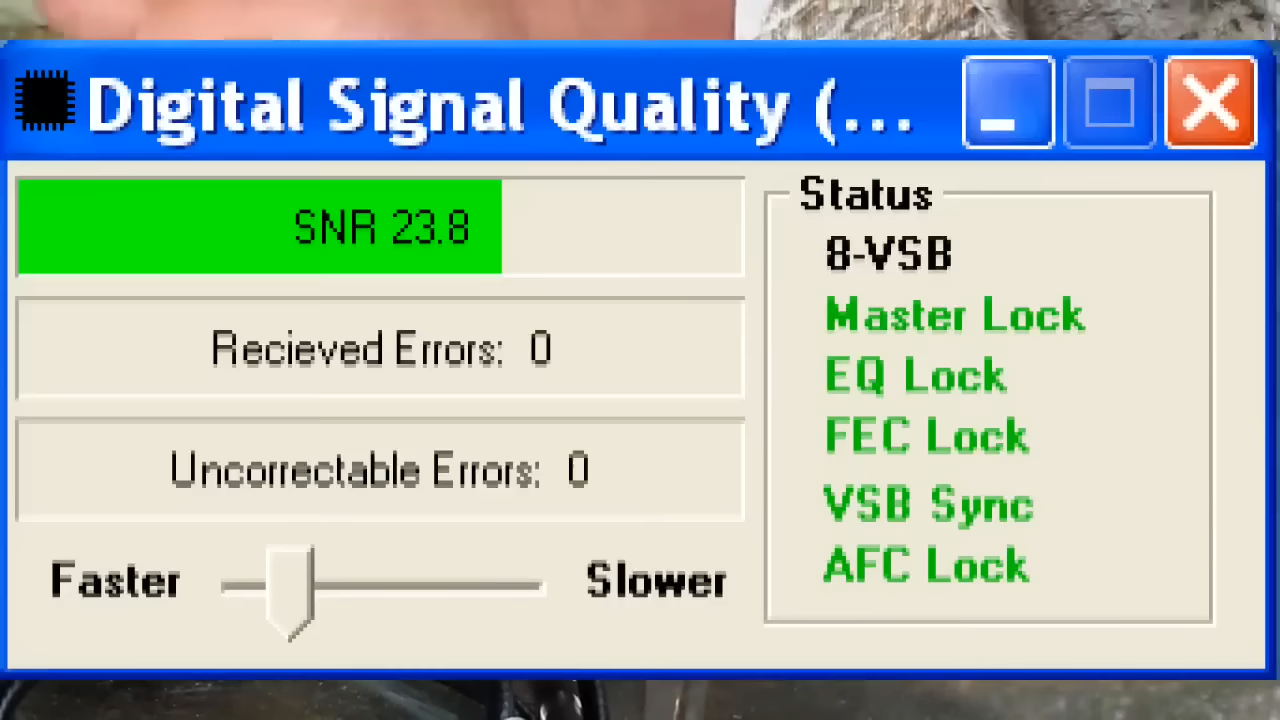 Digital Signal Quality (...
SNR 23.8
Recieved Errors: 0
Uncorrectable Errors: 0
Faster
Slower
Status
8-VSB
Master Lock
EQ Lock
FEC Lock
VSB Sync
AFC Lock